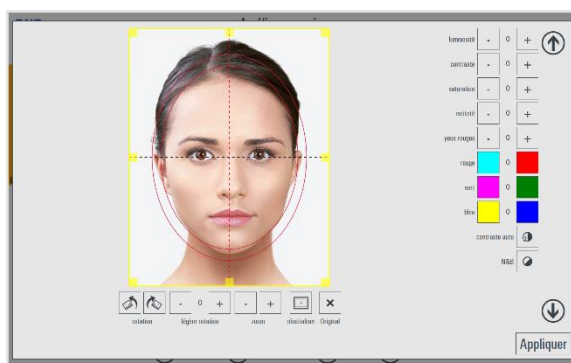 luminosité - 0 +
contraste - 0 +
saturation - 0 +
netteté - 0 +
yeux rouges - 0 +
rouge 0
vert 0
bleu 0
contraste auto
N&B
- 0 + - +
rotation légère rotation zoom Original
Appliquer